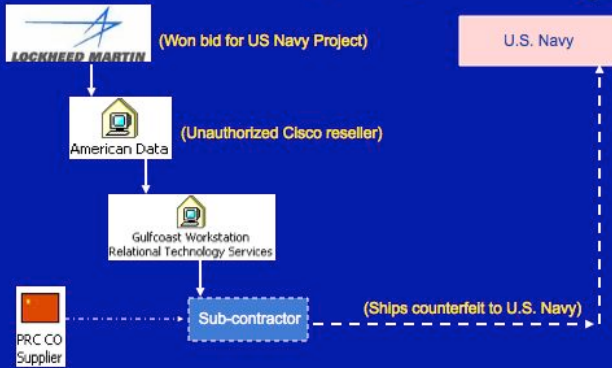 LOCKHEED MARTIN
(Won bid for US Navy Project)
U.S. Navy
American Data
(Unauthorized Cisco reseller)
Gulfcoast Workstation
Relational Technology Services
PRC CO
Supplier
Sub-contractor
(Ships counterfeit to U.S. Navy)